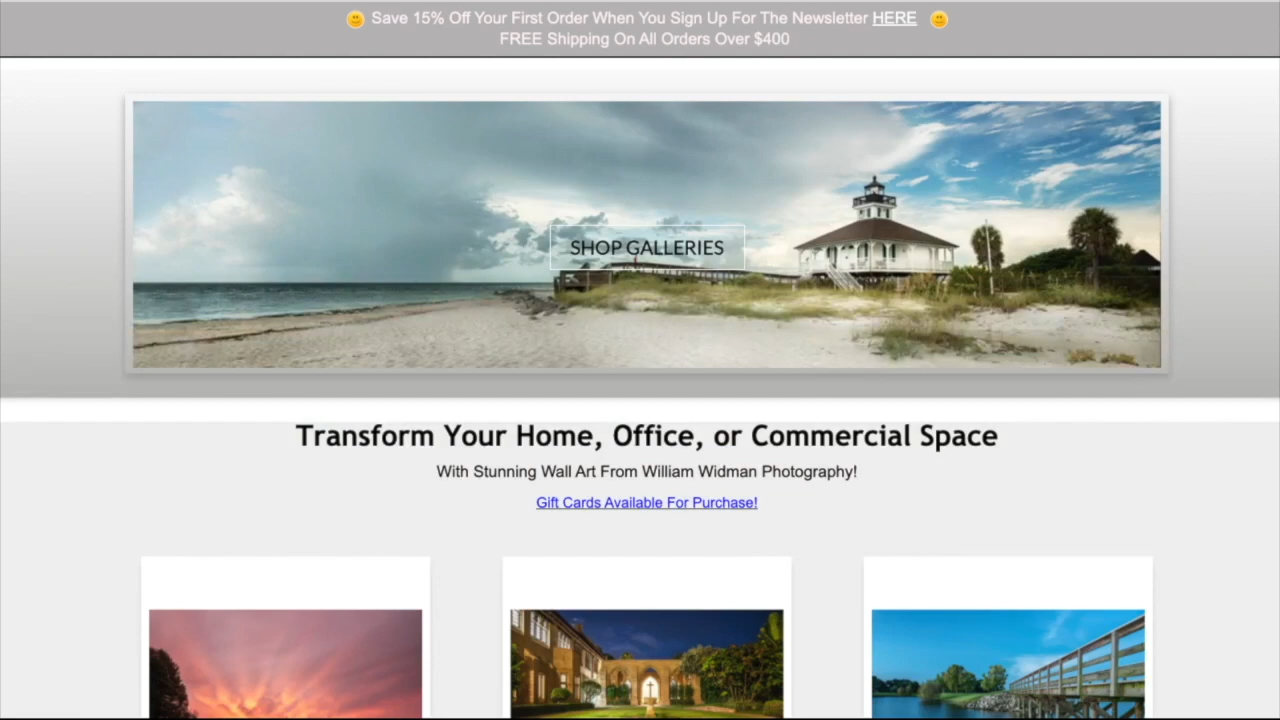 Save 15% Off Your First Order When You Sign Up For The Newsletter HERE
FREE Shipping On All Orders Over $400
SHOP GALLERIES
Transform Your Home, Office, or Commercial Space
With Stunning Wall Art From William Widman Photography!
Gift Cards Available For Purchase!